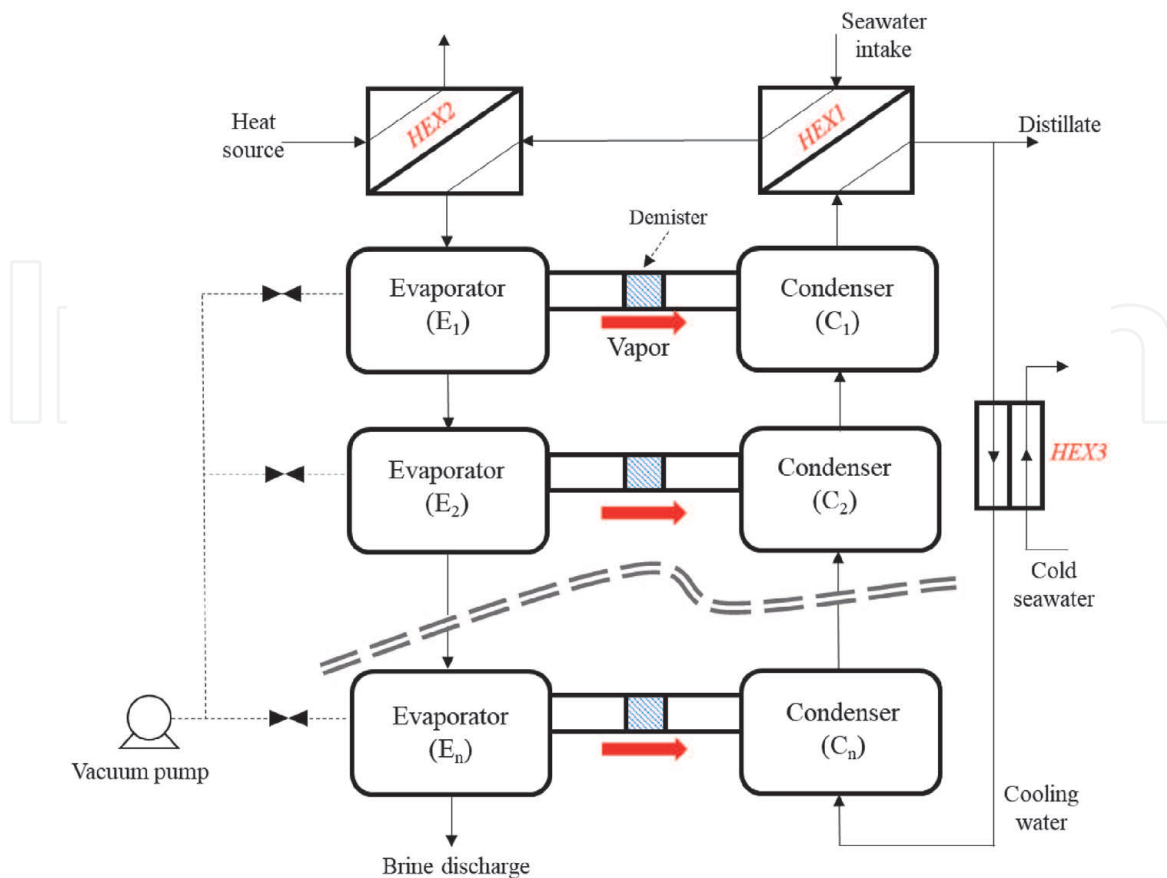 Seawater
intake
Heat
source
HEX2
HEX1
Distillate
Demister
Evaporator
(E₁)
Condenser
(C₁)
Vapor
Evaporator
(E₂)
Condenser
(C₂)
HEX3
Cold
seawater
Evaporator
(Eₙ)
Condenser
(Cₙ)
Vacuum pump
Cooling
water
Brine discharge